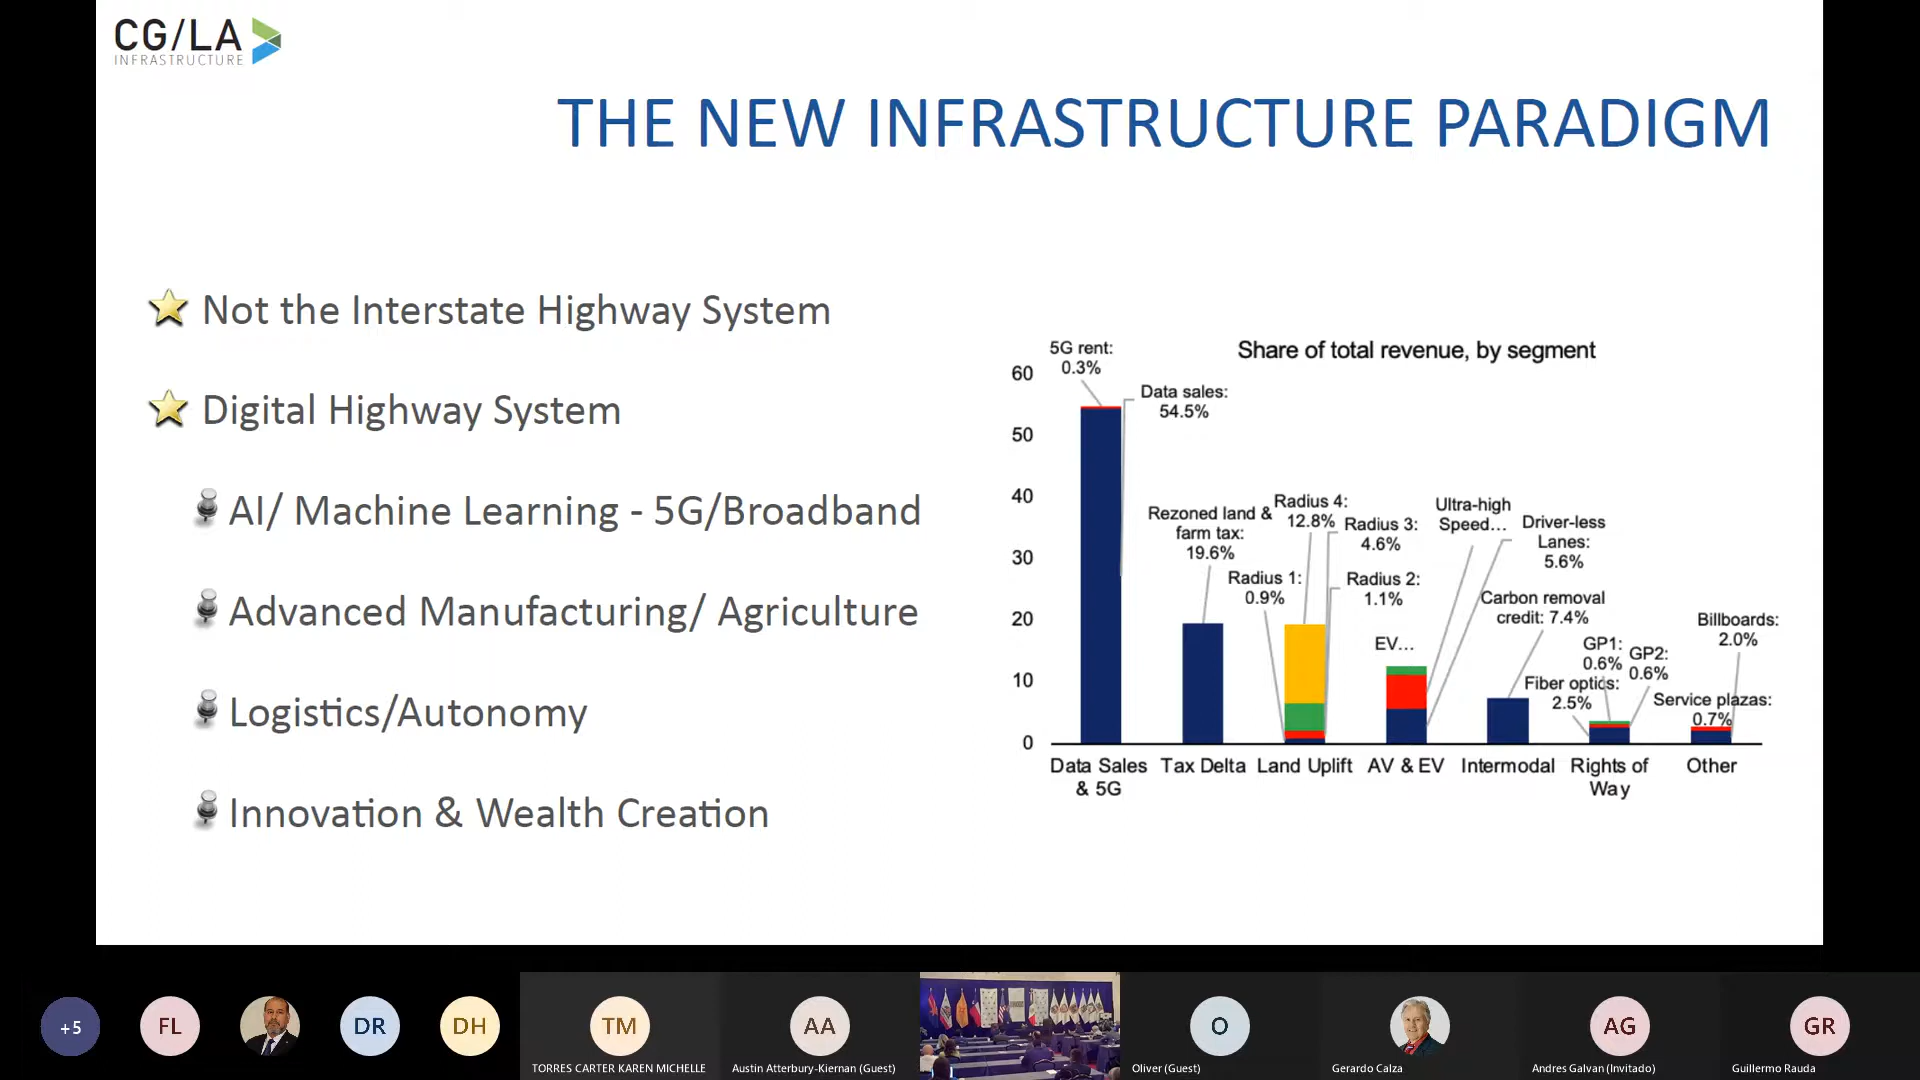 CG/LA
INFRASTRUCTURE
THE NEW INFRASTRUCTURE PARADIGM
Not the Interstate Highway System
Digital Highway System
AI/ Machine Learning - 5G/Broadband
Advanced Manufacturing/ Agriculture
Logistics/Autonomy
Innovation & Wealth Creation
Share of total revenue, by segment
60
50
40
30
20
10
0
5G rent:
0.3%
Data sales:
54.5%
Rezoned land &
farm tax:
19.6%
Radius 1:
0.9%
Radius 4:
12.8%
Radius 3:
4.6%
Radius 2:
1.1%
EV...
Ultra-high
Speed...
Driver-less
Lanes:
5.6%
Carbon removal
credit: 7.4%
Fiber optics:
2.5%
GP1:
0.6%
GP2:
0.6%
Service plazas:
0.7%
Billboards:
2.0%
Data Sales
& 5G
Tax Delta
Land Uplift
AV & EV
Intermodal
Rights of
Way
Other
+5
FL
DR
DH
TM
TORRES CARTER KAREN MICHELLE
AA
Austin Atterbury-Kiernan (Guest)
O
Oliver (Guest)
Gerardo Calza
AG
Andres Galvan (Invitado)
GR
Guillermo Rauda